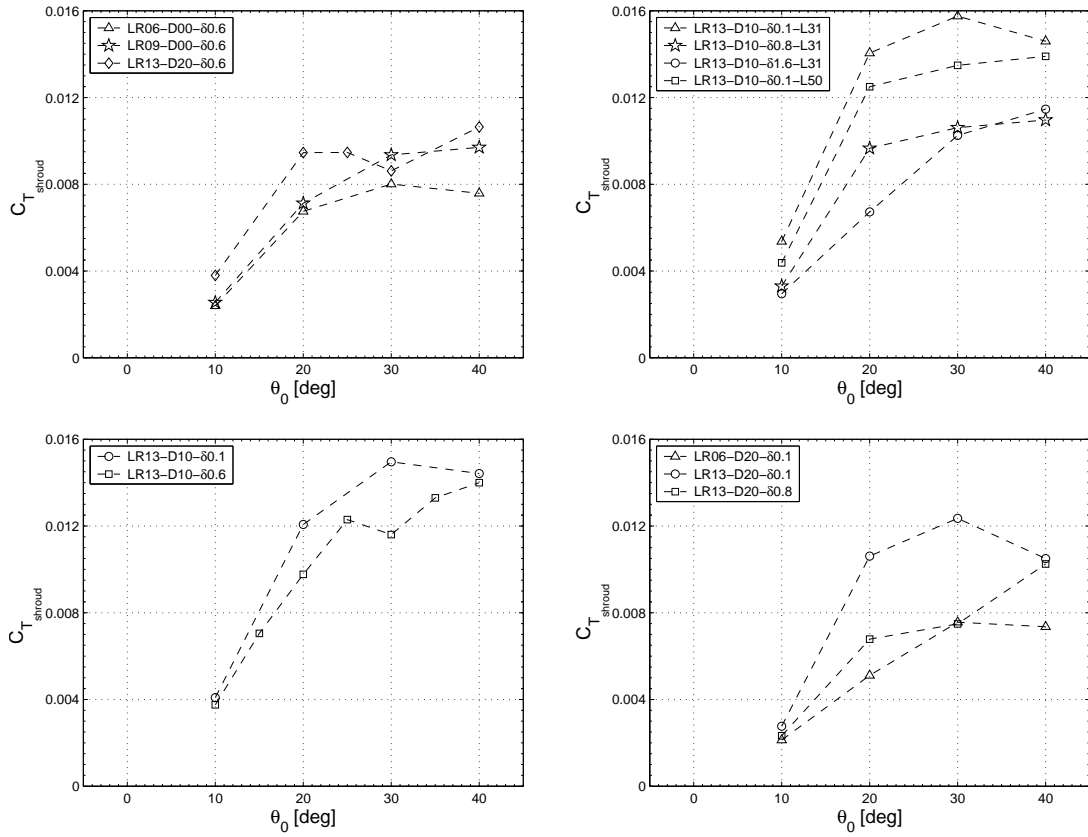 0.016
0.012
0.008
0.004
0
C_T_shroud
LR06−D00−δ0.6
LR09−D00−δ0.6
LR13−D20−δ0.6
0 10 20 30 40
θ_0 [deg]
0.016
0.012
0.008
0.004
0
C_T_shroud
LR13−D10−δ0.1−L31
LR13−D10−δ0.8−L31
LR13−D10−δ1.6−L31
LR13−D10−δ0.1−L50
0 10 20 30 40
θ_0 [deg]
0.016
0.012
0.008
0.004
0
C_T_shroud
LR13−D10−δ0.1
LR13−D10−δ0.6
0 10 20 30 40
θ_0 [deg]
0.016
0.012
0.008
0.004
0
C_T_shroud
LR06−D20−δ0.1
LR13−D20−δ0.1
LR13−D20−δ0.8
0 10 20 30 40
θ_0 [deg]